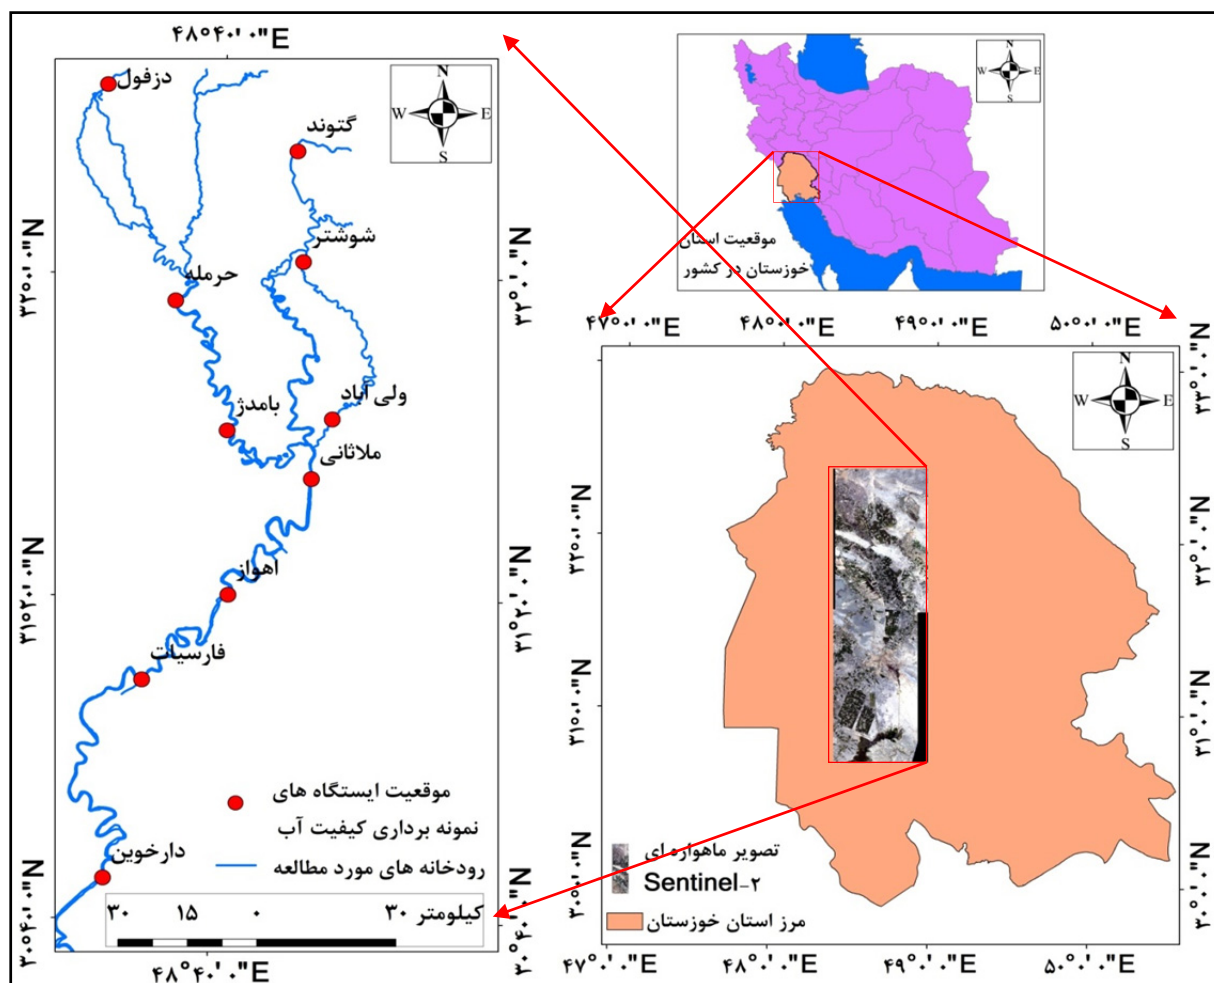 ۴۸°۴۰'۰"E
دزفول
گتوند
شوشتر
حرمله
ولی آباد
بامدژ
ملاثانی
اهواز
فارسیات
دارخوین
N
W
E
S
۳۲°۰'۰"N
۳۲°۰'۰"N
۳۱°۲۰'۰"N
۳۱°۲۰'۰"N
۳۰°۴۰'۰"N
۳۰°۴۰'۰"N
موقعیت ایستگاه های
نمونه برداری کیفیت آب
رودخانه های مورد مطالعه
۳۰ ۱۵ ۰ ۳۰ کیلومتر
۴۸°۴۰'۰"E
N
W
E
S
موقعیت استان
خوزستان در کشور
۴۷°۰'۰"E ۴۸°۰'۰"E ۴۹°۰'۰"E ۵۰°۰'۰"E
N
W
E
S
۳۳°۰'۰"N
۳۲°۰'۰"N
۳۲°۰'۰"N
۳۱°۰'۰"N
۳۱°۰'۰"N
۳۰°۰'۰"N
۳۰°۰'۰"N
تصویر ماهواره ای
Sentinel-۲
مرز استان خوزستان
۴۷°۰'۰"E ۴۸°۰'۰"E ۴۹°۰'۰"E ۵۰°۰'۰"E